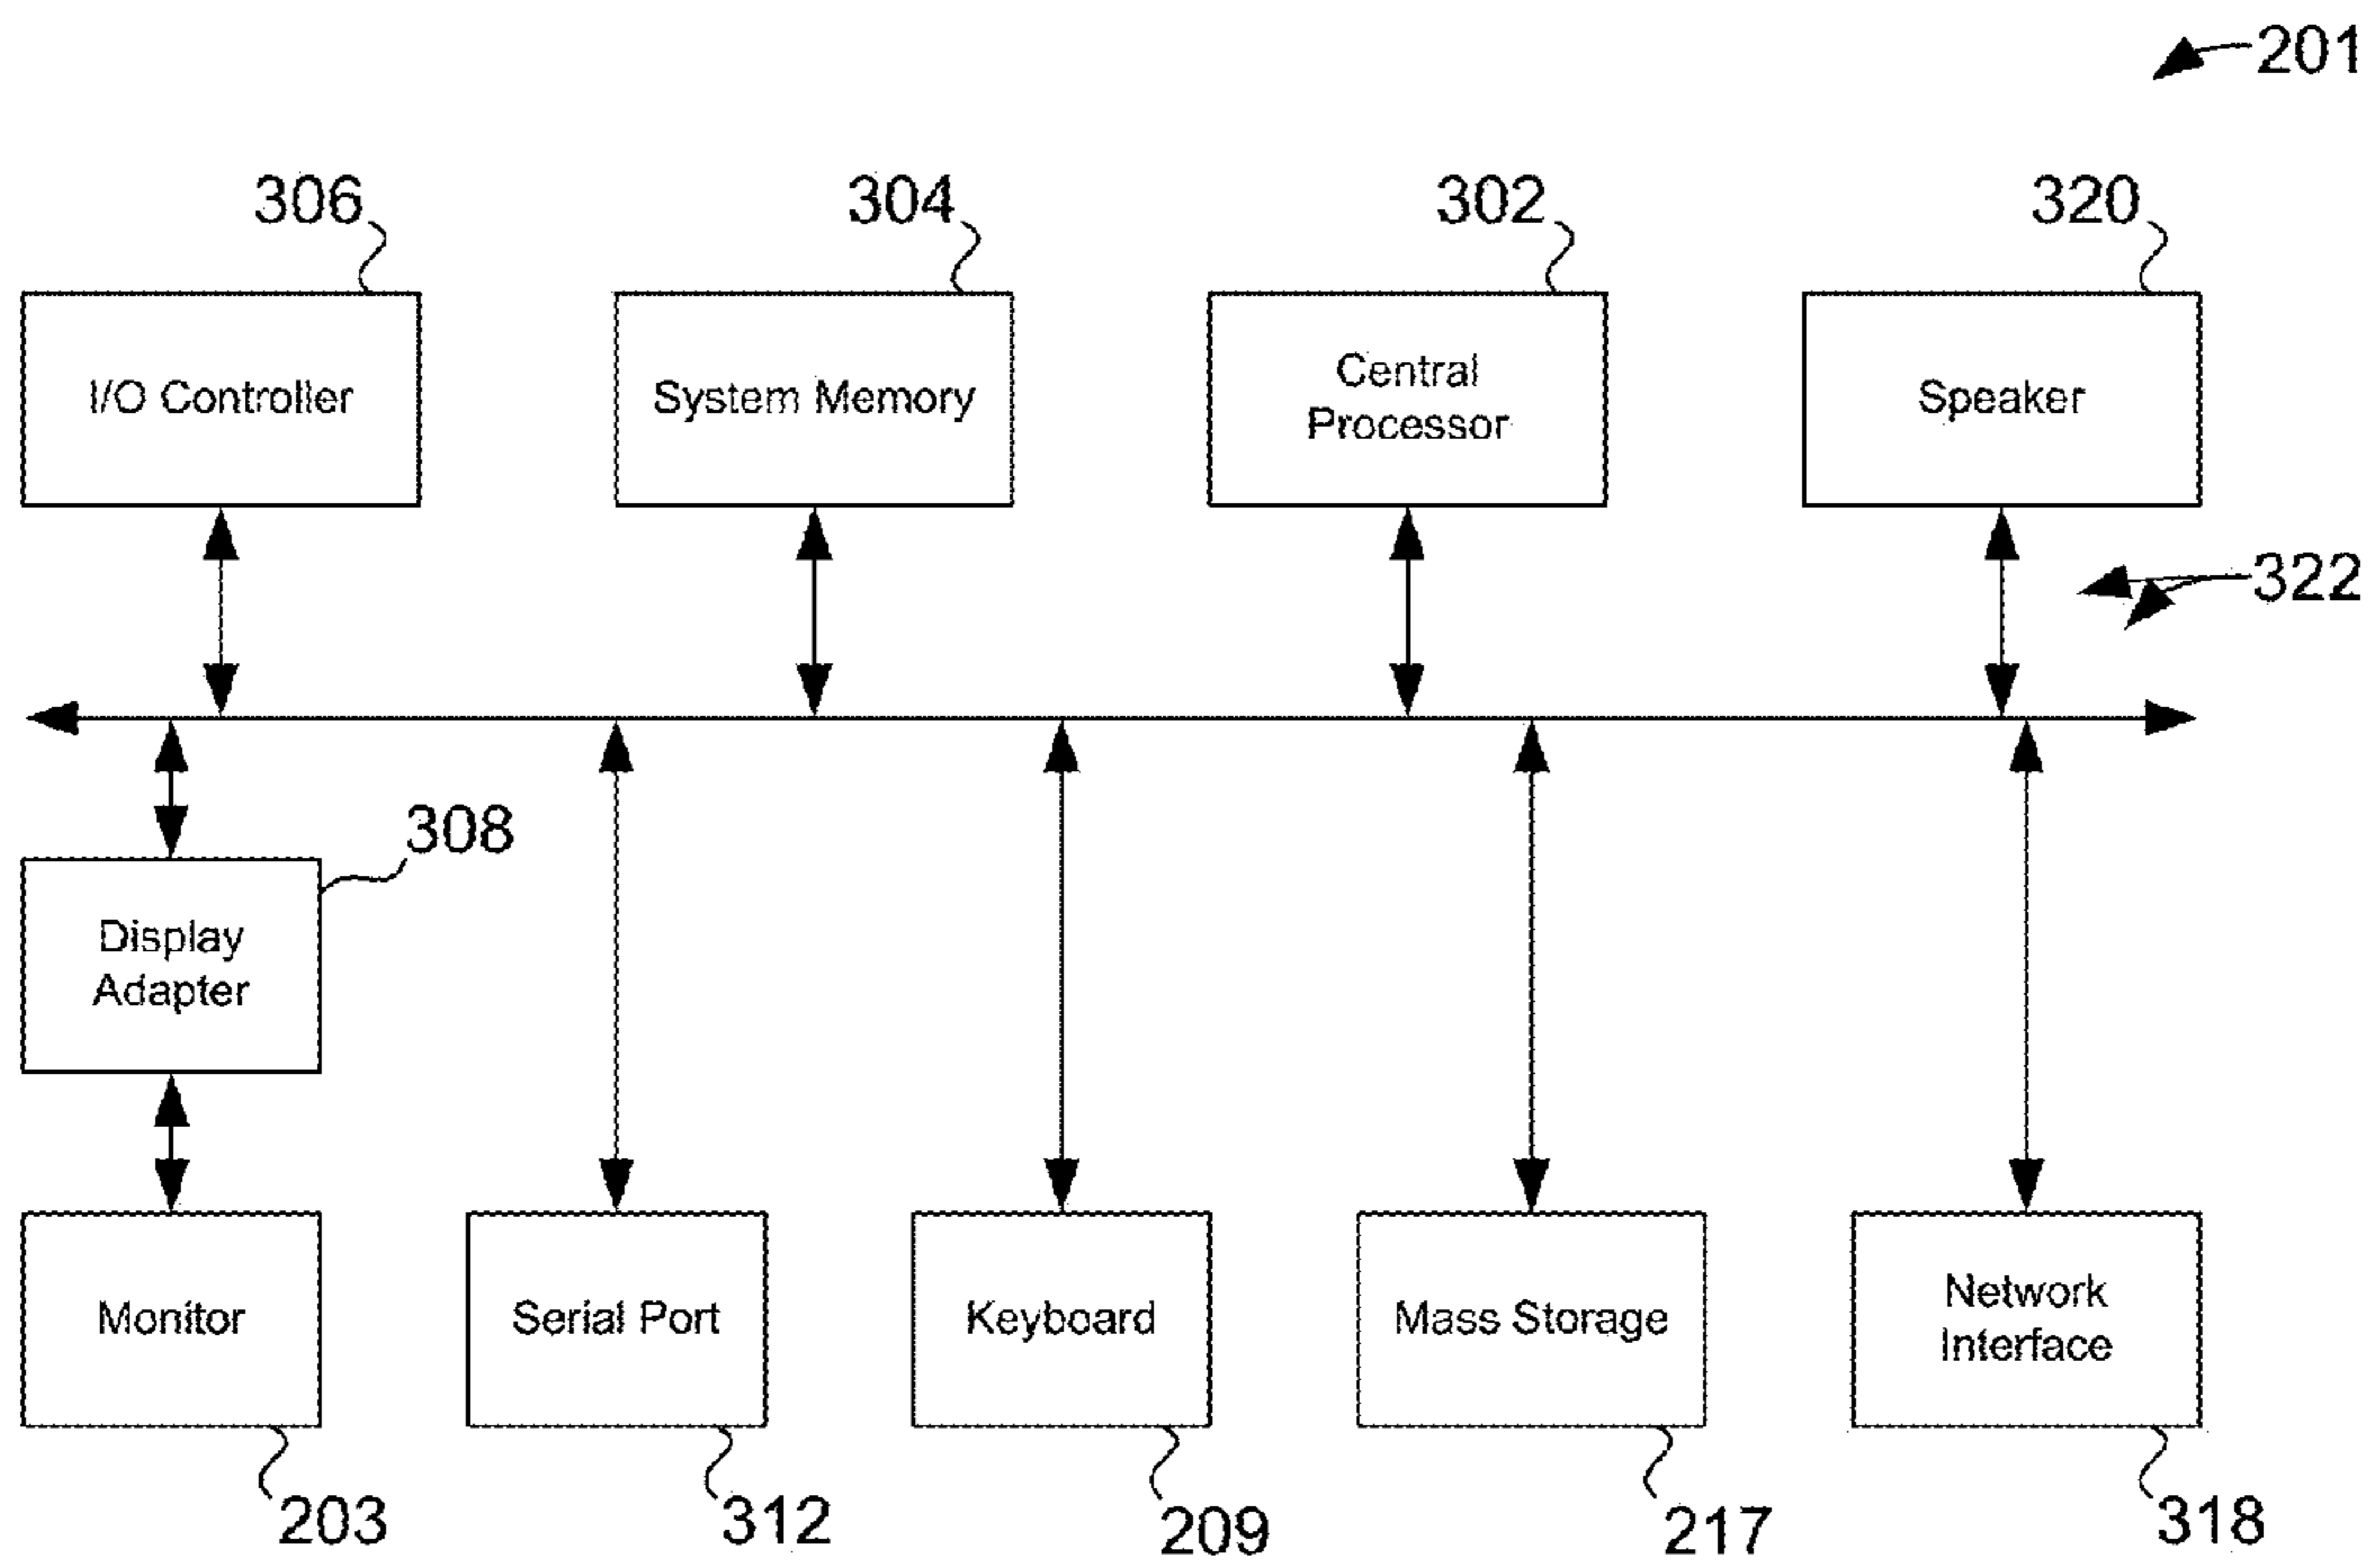 201
306
304
302
320
I/O Controller
System Memory
Central
Processor
Speaker
322
308
Display
Adapter
Monitor
Serial Port
Keyboard
Mass Storage
Network
Interface
203
312
209
217
318